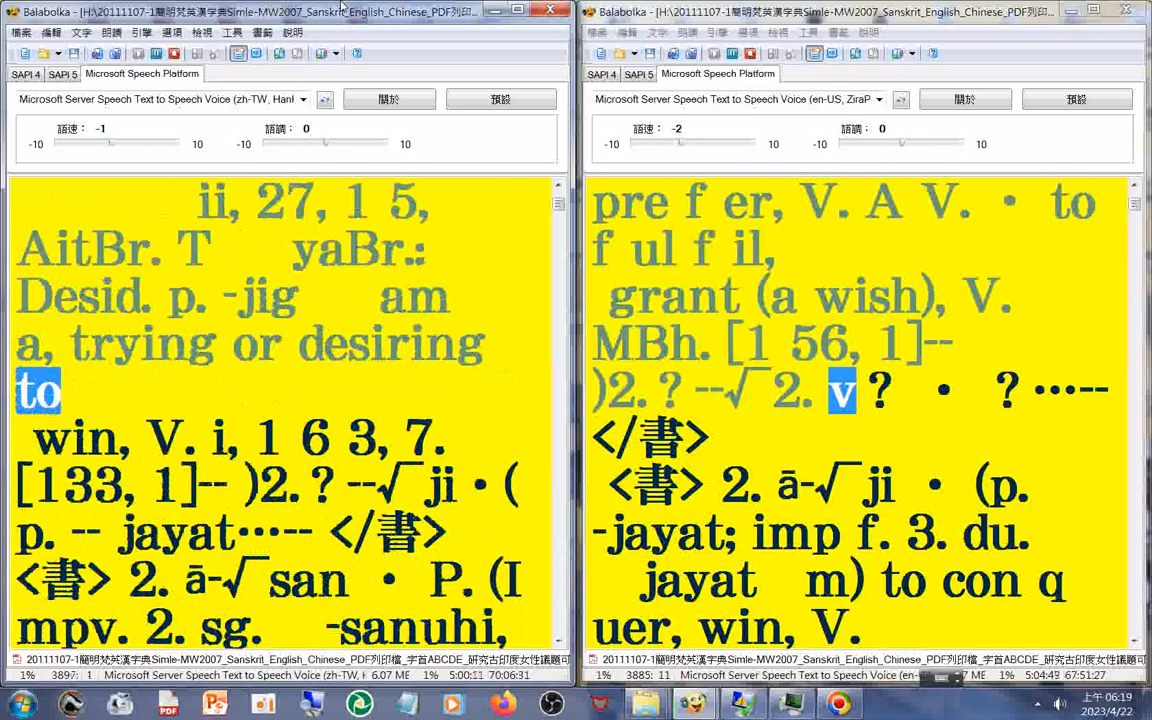 Balabolka - [H:\20111107-1簡明梵英漢字典Simle-MW2007_Sanskrit_English_Chinese_PDF列印...
檔案 編輯 文字 朗讀 引擎 選項 檢視 工具 書籤 說明
SAPI 4 SAPI 5 Microsoft Speech Platform
Microsoft Server Speech Text to Speech Voice (zh-TW, Hanl
關於 預設
語速： -1 語調： 0
-10 10 -10 10
ii, 27, 1 5,
AitBr. T yaBr.:
Desid. p. -jig am
a, trying or desiring
to
win, V. i, 1 6 3, 7.
[133, 1]-- )2. ? --√ji •(
p. -- jayat…-- </書>
<書> 2. ā-√san • P. (I
mpv. 2. sg. -sanuhi,
20111107-1簡明梵英漢字典Simle-MW2007_Sanskrit_English_Chinese_PDF列印檔_字首ABCDE_研究古印度女性議題可
1% 3897: 1 Microsoft Server Speech Text to Speech Voice (zh-TW, 6.07 MB 1% 5:00:11 70:06:31
Balabolka - [H:\20111107-1簡明梵英漢字典Simle-MW2007_Sanskrit_English_Chinese_PDF列印...
檔案 編輯 文字 朗讀 引擎 選項 檢視 工具 書籤 說明
SAPI 4 SAPI 5 Microsoft Speech Platform
Microsoft Server Speech Text to Speech Voice (en-US, ZiraP
關於 預設
語速： -2 語調： 0
-10 10 -10 10
pre f er, V. A V. • to
f ul f il,
grant (a wish), V.
MBh. [1 56, 1]--
)2. ? --√ 2. v ? • ? …--
</書>
<書> 2. ā-√ji • (p.
-jayat; imp f. 3. du.
jayat m) to con q
uer, win, V.
20111107-1簡明梵英漢字典Simle-MW2007_Sanskrit_English_Chinese_PDF列印檔_字首ABCDE_研究古印度女性議題可
1% 3885: 11 Microsoft Server Speech Text to Speech Voice 1% 67:51:27
上午 06:19
2023/4/22